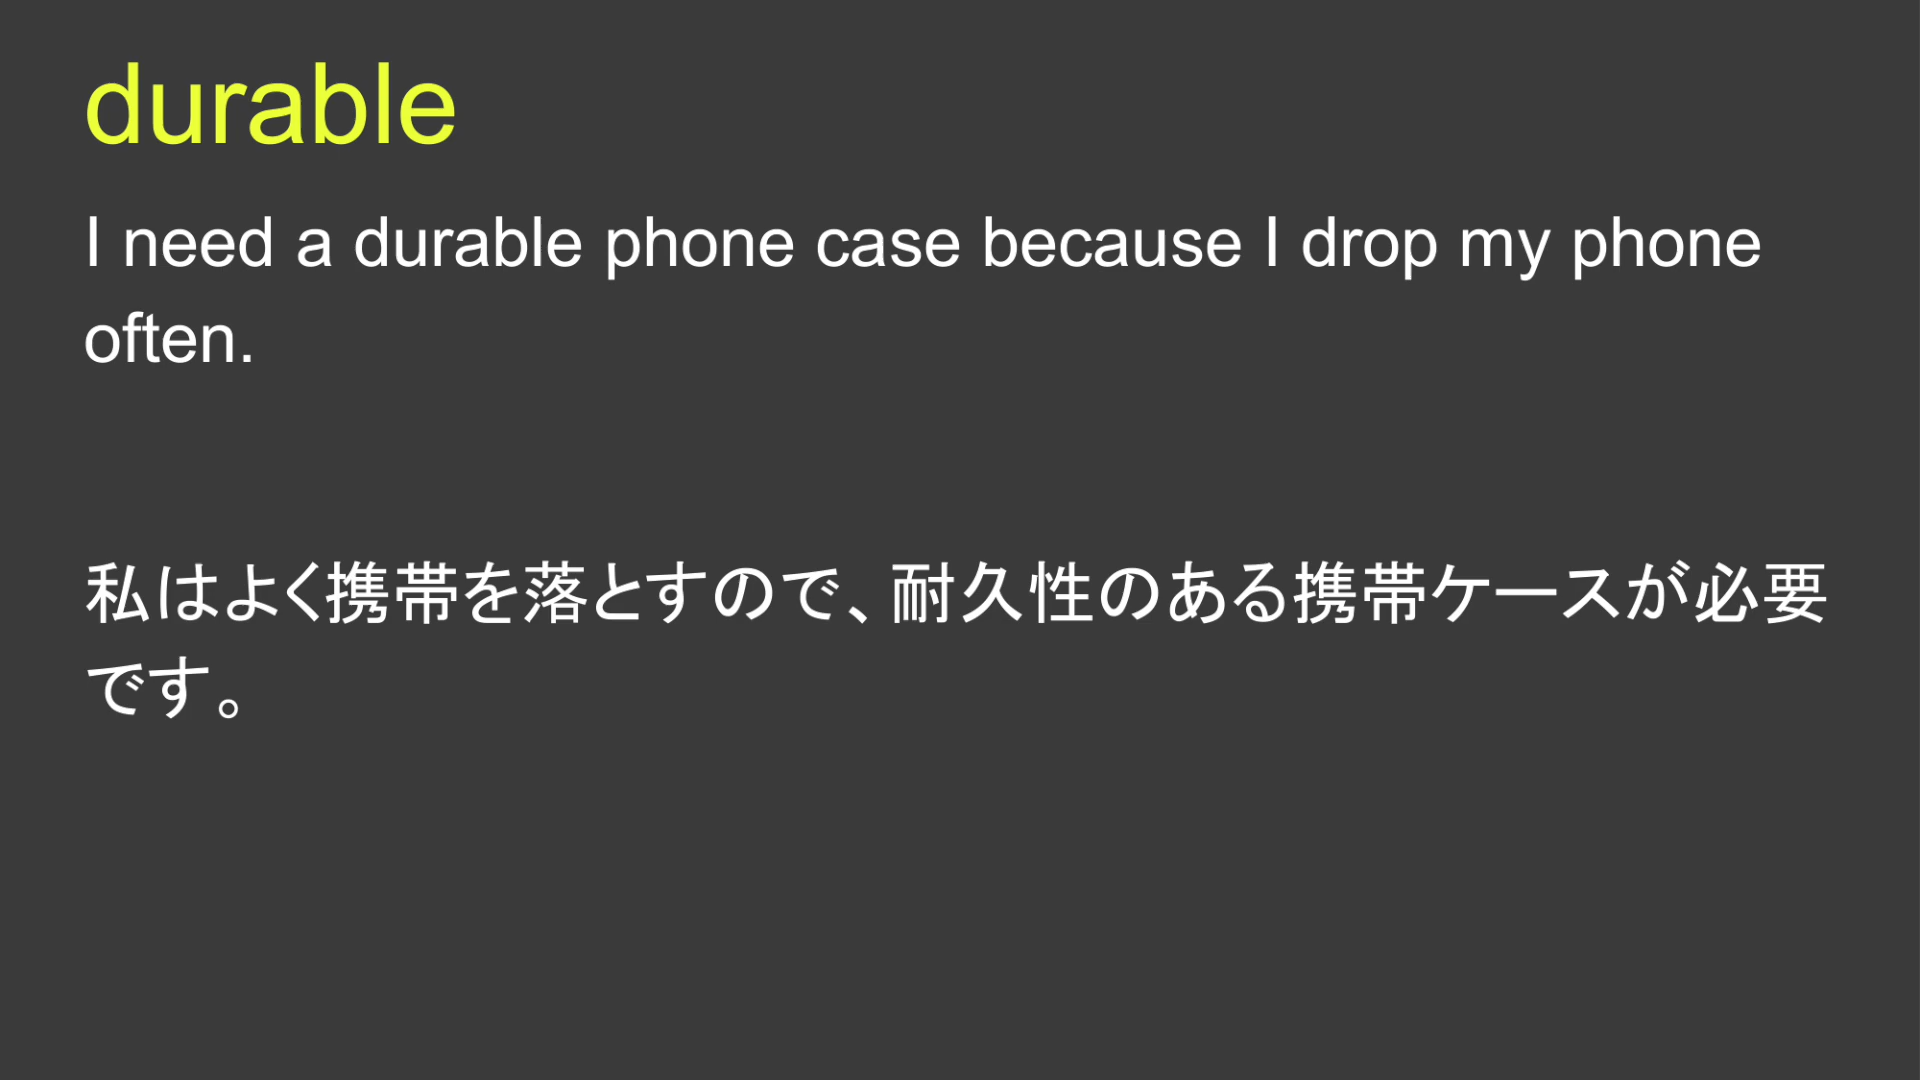 durable
I need a durable phone case because I drop my phone
often.
私はよく携帯を落とすので、耐久性のある携帯ケースが必要
です。